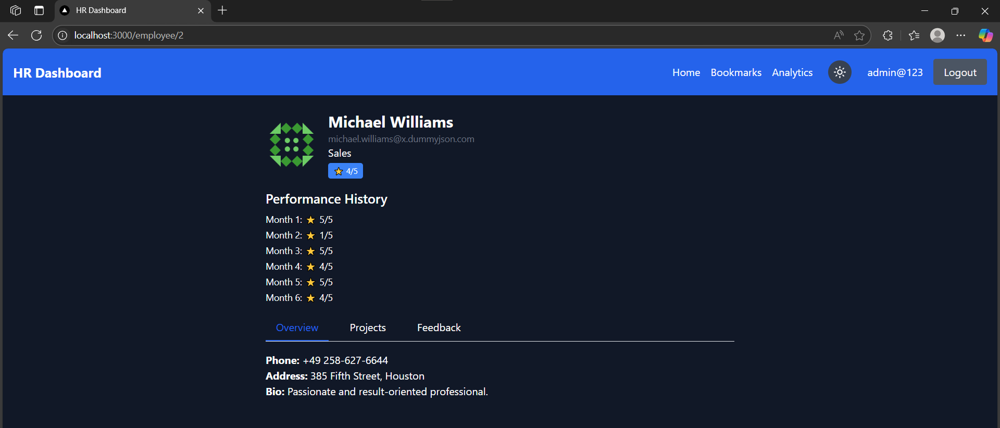 HR Dashboard
localhost:3000/employee/2
HR Dashboard
Home Bookmarks Analytics admin@123 Logout
Michael Williams
michael.williams@x.dummyjson.com
Sales
4/5
Performance History
Month 1: ⭐ 5/5
Month 2: ⭐ 1/5
Month 3: ⭐ 5/5
Month 4: ⭐ 4/5
Month 5: ⭐ 5/5
Month 6: ⭐ 4/5
Overview Projects Feedback
Phone: +49 258-627-6644
Address: 385 Fifth Street, Houston
Bio: Passionate and result-oriented professional.